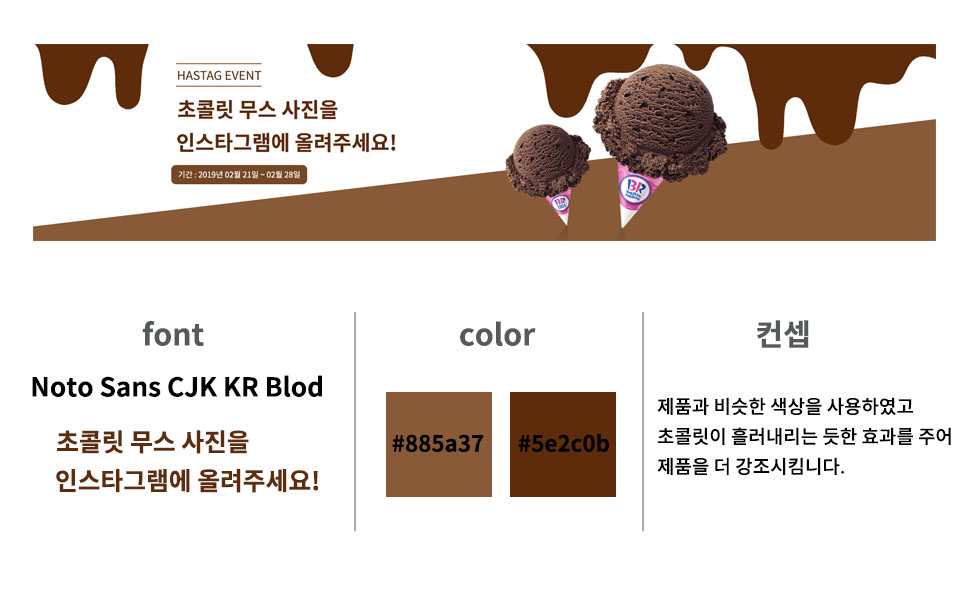 HASTAG EVENT
초콜릿 무스 사진을
인스타그램에 올려주세요!
기간 : 2019년 02월 21일 ~ 02월 28일
BR
BR
font
Noto Sans CJK KR Blod
초콜릿 무스 사진을
인스타그램에 올려주세요!
color
#885a37
#5e2c0b
컨셉
제품과 비슷한 색상을 사용하였고
초콜릿이 흘러내리는 듯한 효과를 주어
제품을 더 강조시킴니다.